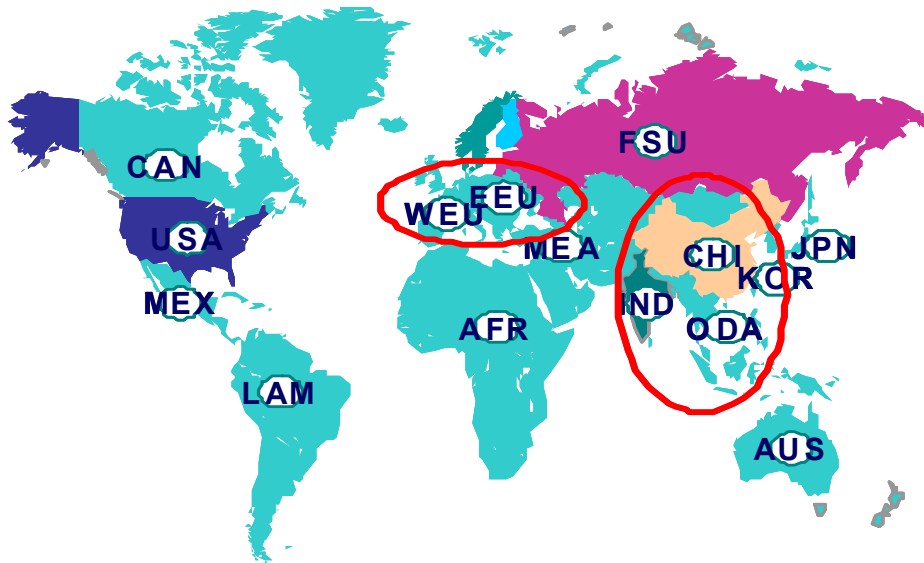 FSU
CAN
EEU
WEU
USA
MEA
CHI
JPN
KOR
MEX
IND
AFR
ODA
LAM
AUS